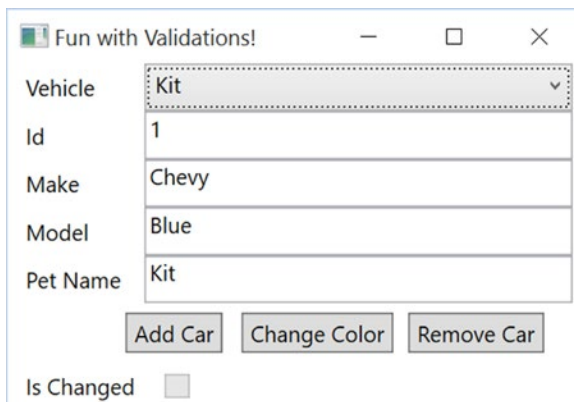 Fun with Validations!
Vehicle Kit
Id 1
Make Chevy
Model Blue
Pet Name Kit
Add Car Change Color Remove Car
Is Changed